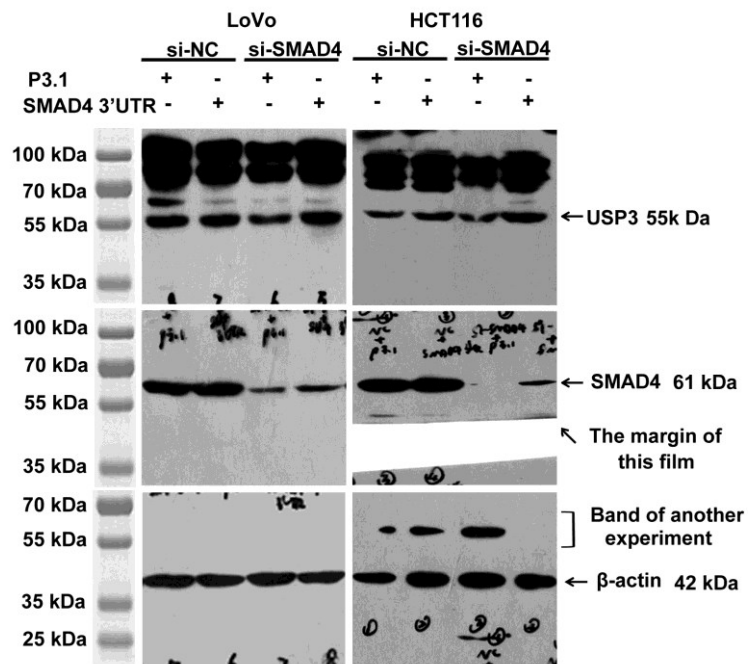 LoVo HCT116
si-NC si-SMAD4 si-NC si-SMAD4
P3.1 + - + - + - + -
SMAD4 3'UTR - + - + - + - +
100 kDa
70 kDa
55 kDa
35 kDa
←USP3 55k Da
100 kDa
70 kDa
55 kDa
35 kDa
← SMAD4 61 kDa
The margin of
this film
70 kDa
55 kDa
35 kDa
25 kDa
Band of another
experiment
← β-actin 42 kDa